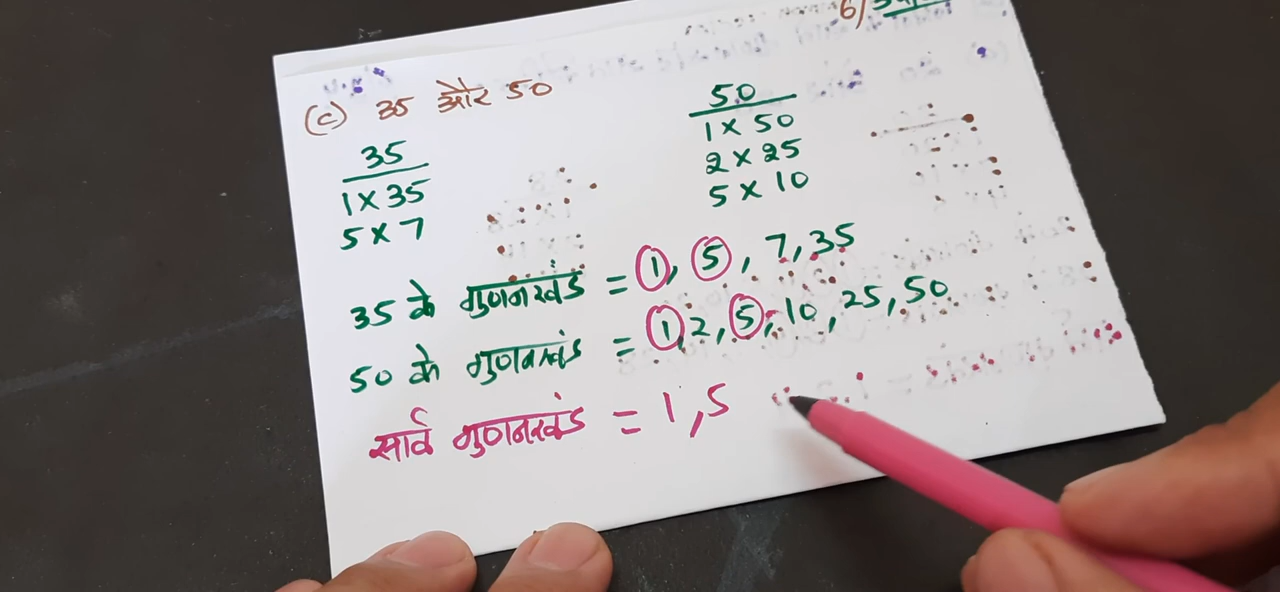 (c) 35 और 50
35
1 X 35
5 X 7
50
1 X 50
2 X 25
5 X 10
35 के गुणनखंड = 1, 5, 7, 35
50 के गुणनखंड = 1, 2, 5, 10, 25, 50
सार्व गुणनखंड = 1, 5